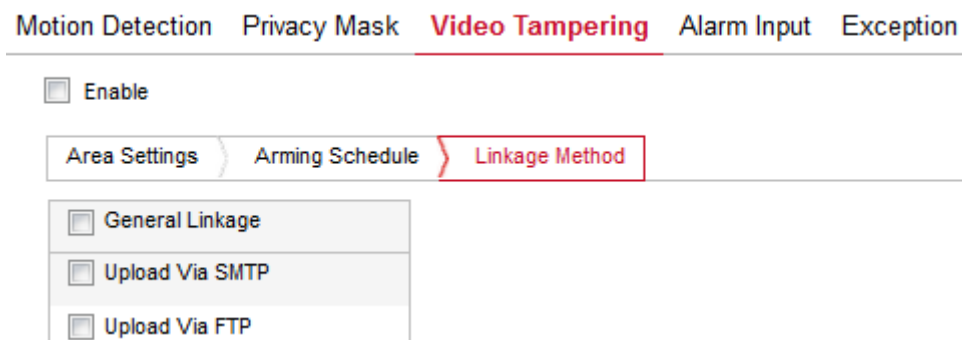 Motion Detection Privacy Mask Video Tampering Alarm Input Exception
Enable
Area Settings Arming Schedule Linkage Method
General Linkage
Upload Via SMTP
Upload Via FTP